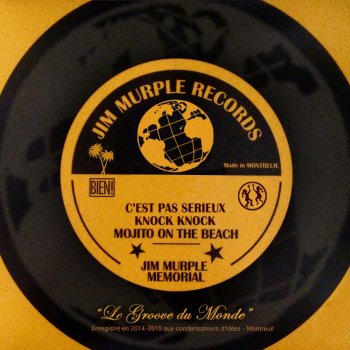 JIM MURPLE RECORDS
Made in MONTREUIL
BIEN!
C'EST PAS SERIEUX
KNOCK KNOCK
MOJITO ON THE BEACH
JIM MURPLE
MEMORIAL
"Le Groove du Monde"
Enregistré en 2014-2015 aux condensateurs d'idées - Montreuil